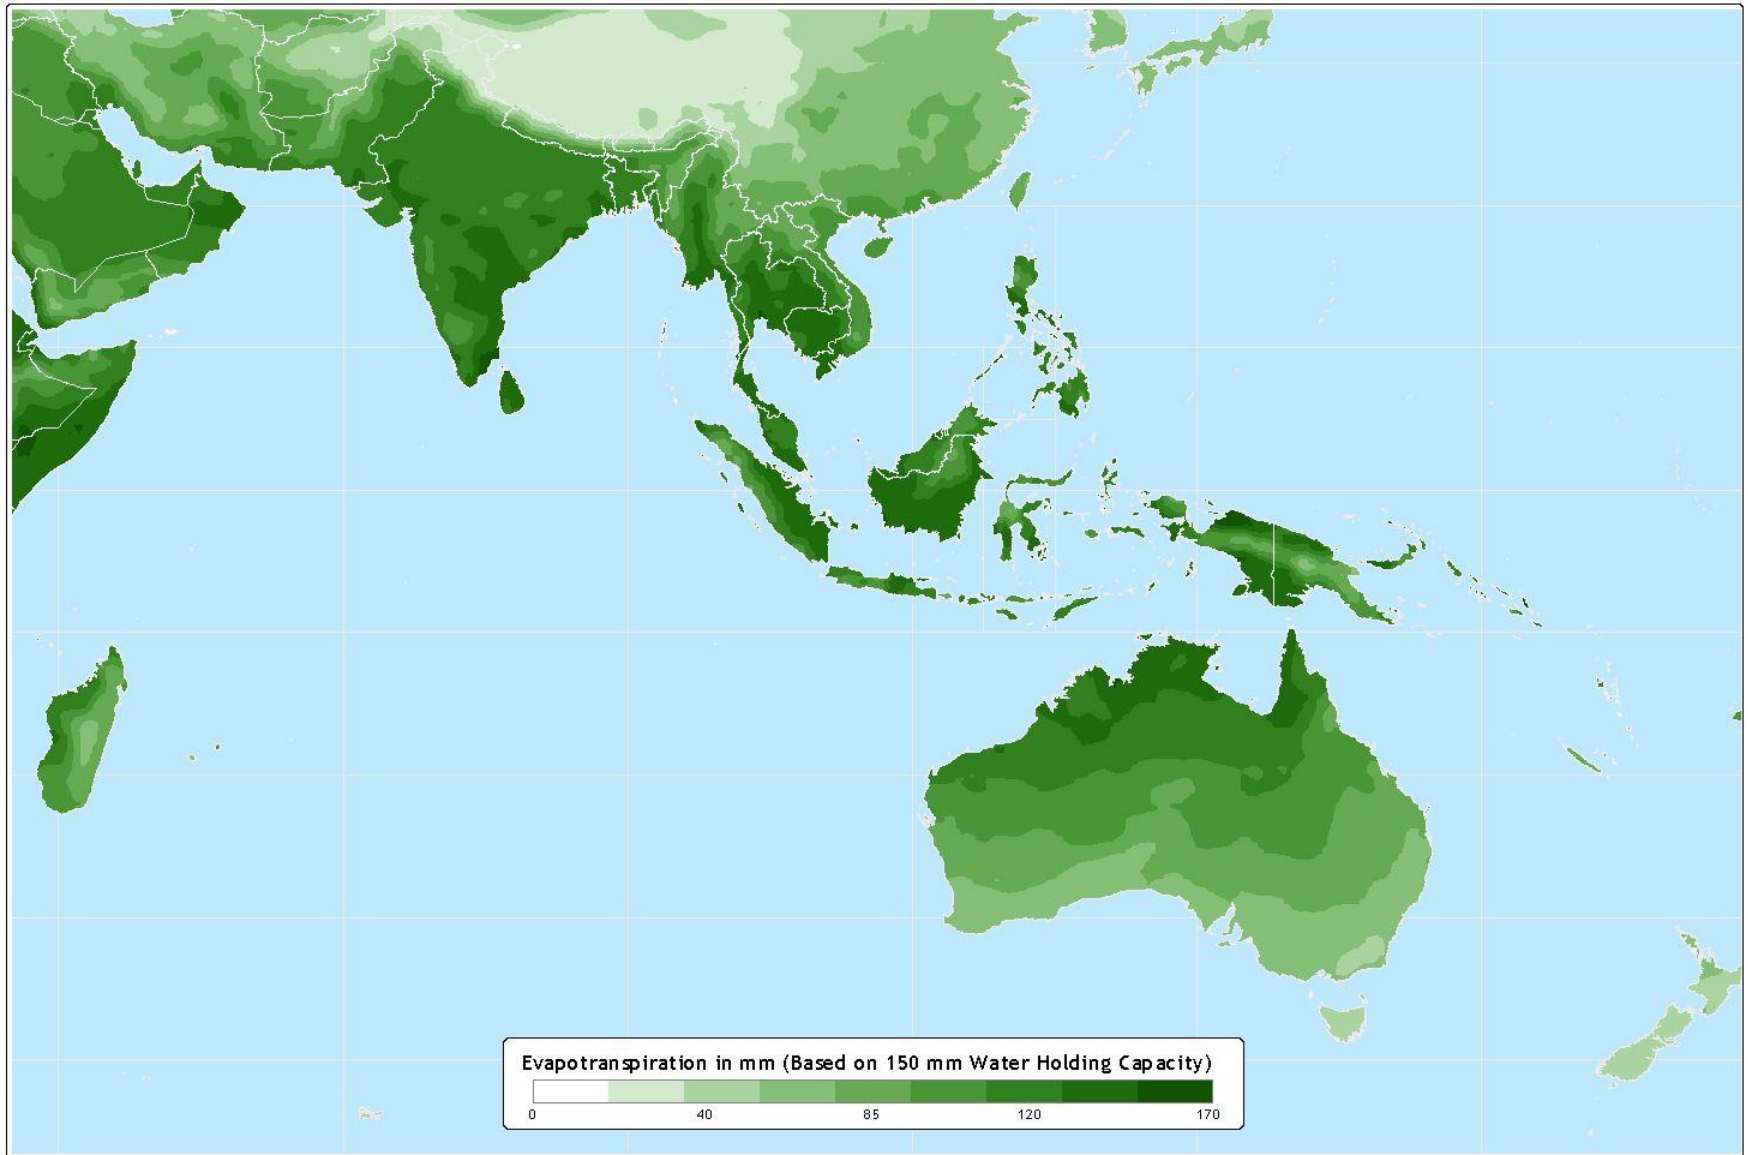 Evapotranspiration in mm (Based on 150 mm Water Holding Capacity)
0 40 85 120 170